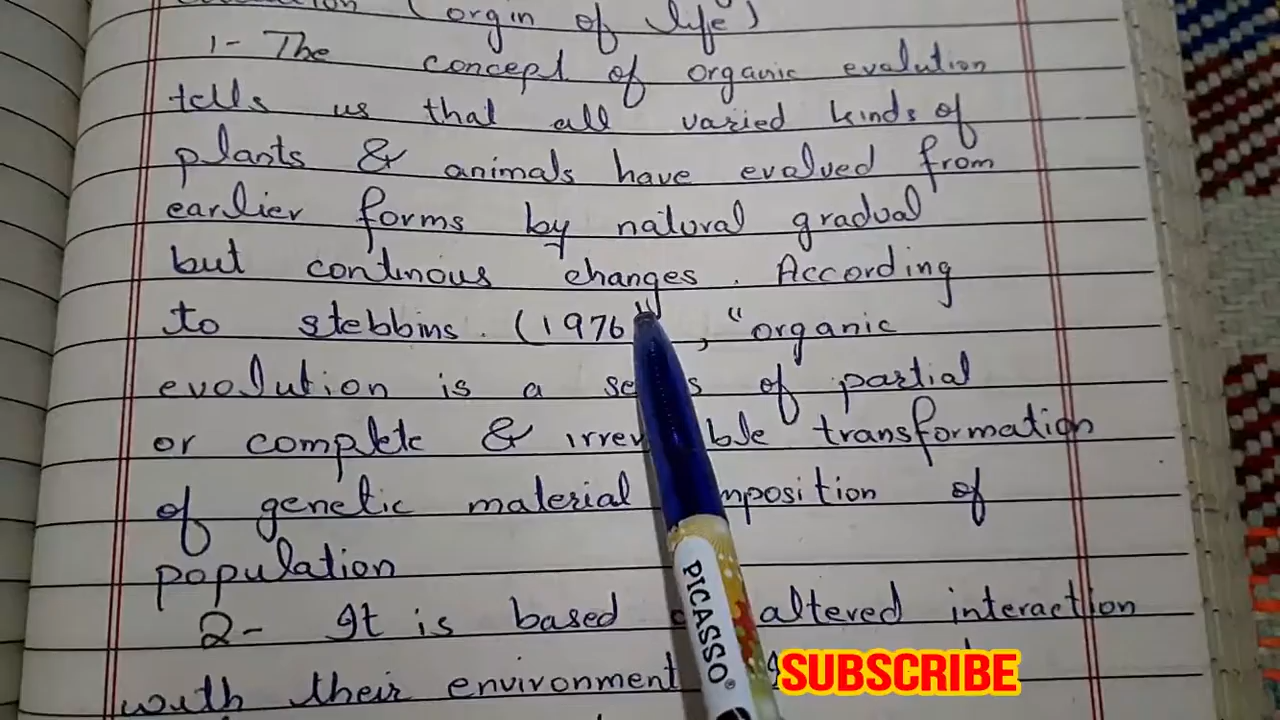 (orgin of life)
1- The concept of organic evalution
tells us that all varied kinds of
plants & animals have evalved from
earlier forms by natural gradual
but continous changes. According
to stebbins. (1976 , "organic
evolution is a se s of partial
or complete & irrev ble transformation
of genetic material mposition of
population
2- It is based altered interaction
with their environment
PICASSO
SUBSCRIBE